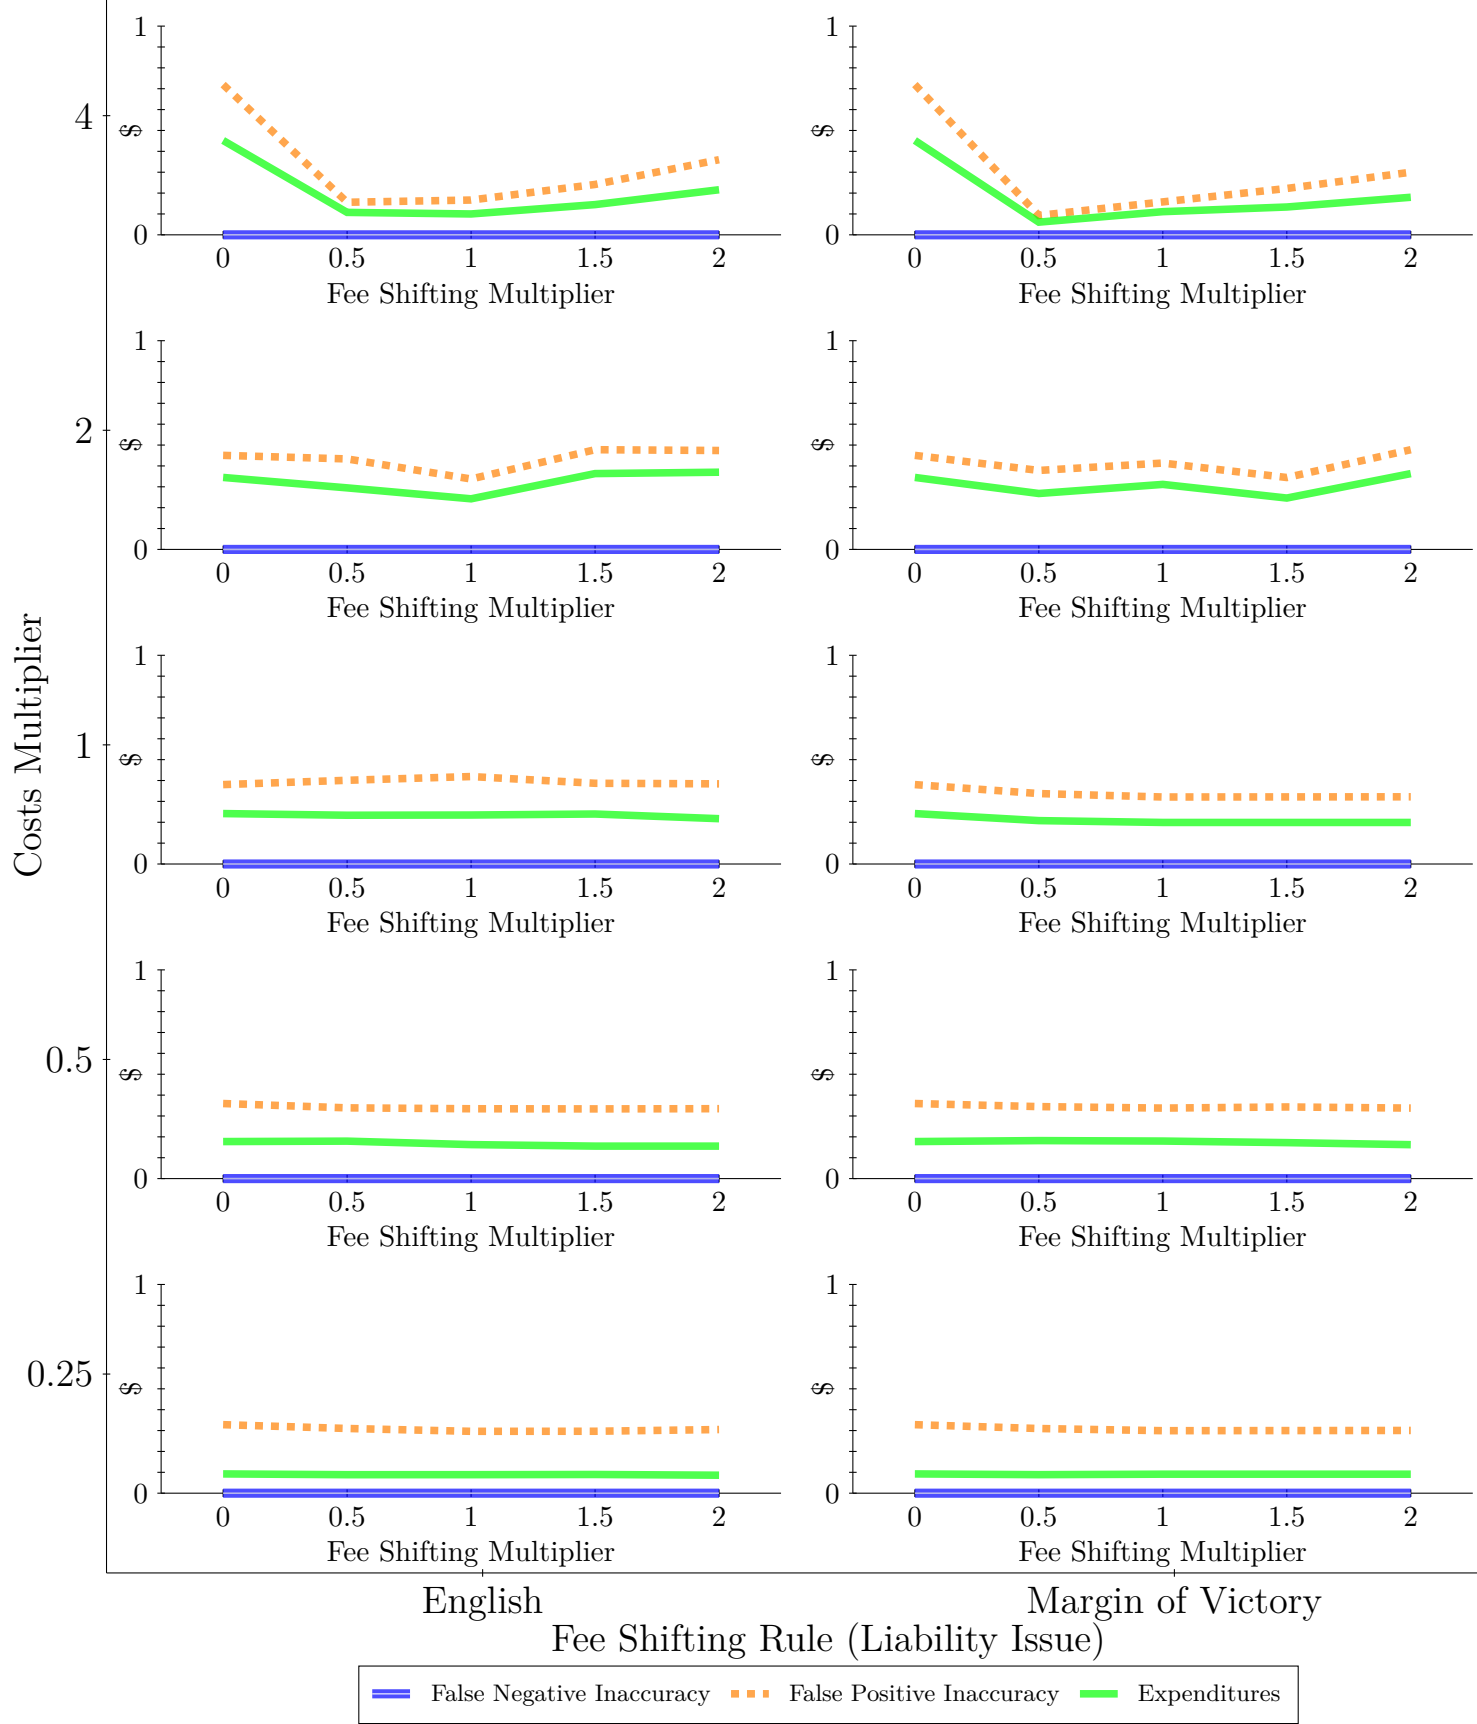 1
$
0
0 0.5 1 1.5 2
Fee Shifting Multiplier
1
$
0
0 0.5 1 1.5 2
Fee Shifting Multiplier
4
1
$
0
0 0.5 1 1.5 2
Fee Shifting Multiplier
1
$
0
0 0.5 1 1.5 2
Fee Shifting Multiplier
2
1
$
0
0 0.5 1 1.5 2
Fee Shifting Multiplier
1
$
0
0 0.5 1 1.5 2
Fee Shifting Multiplier
1
Costs Multiplier
1
$
0
0 0.5 1 1.5 2
Fee Shifting Multiplier
1
$
0
0 0.5 1 1.5 2
Fee Shifting Multiplier
0.5
1
$
0
0 0.5 1 1.5 2
Fee Shifting Multiplier
1
$
0
0 0.5 1 1.5 2
Fee Shifting Multiplier
0.25
English Margin of Victory
Fee Shifting Rule (Liability Issue)
False Negative Inaccuracy False Positive Inaccuracy Expenditures